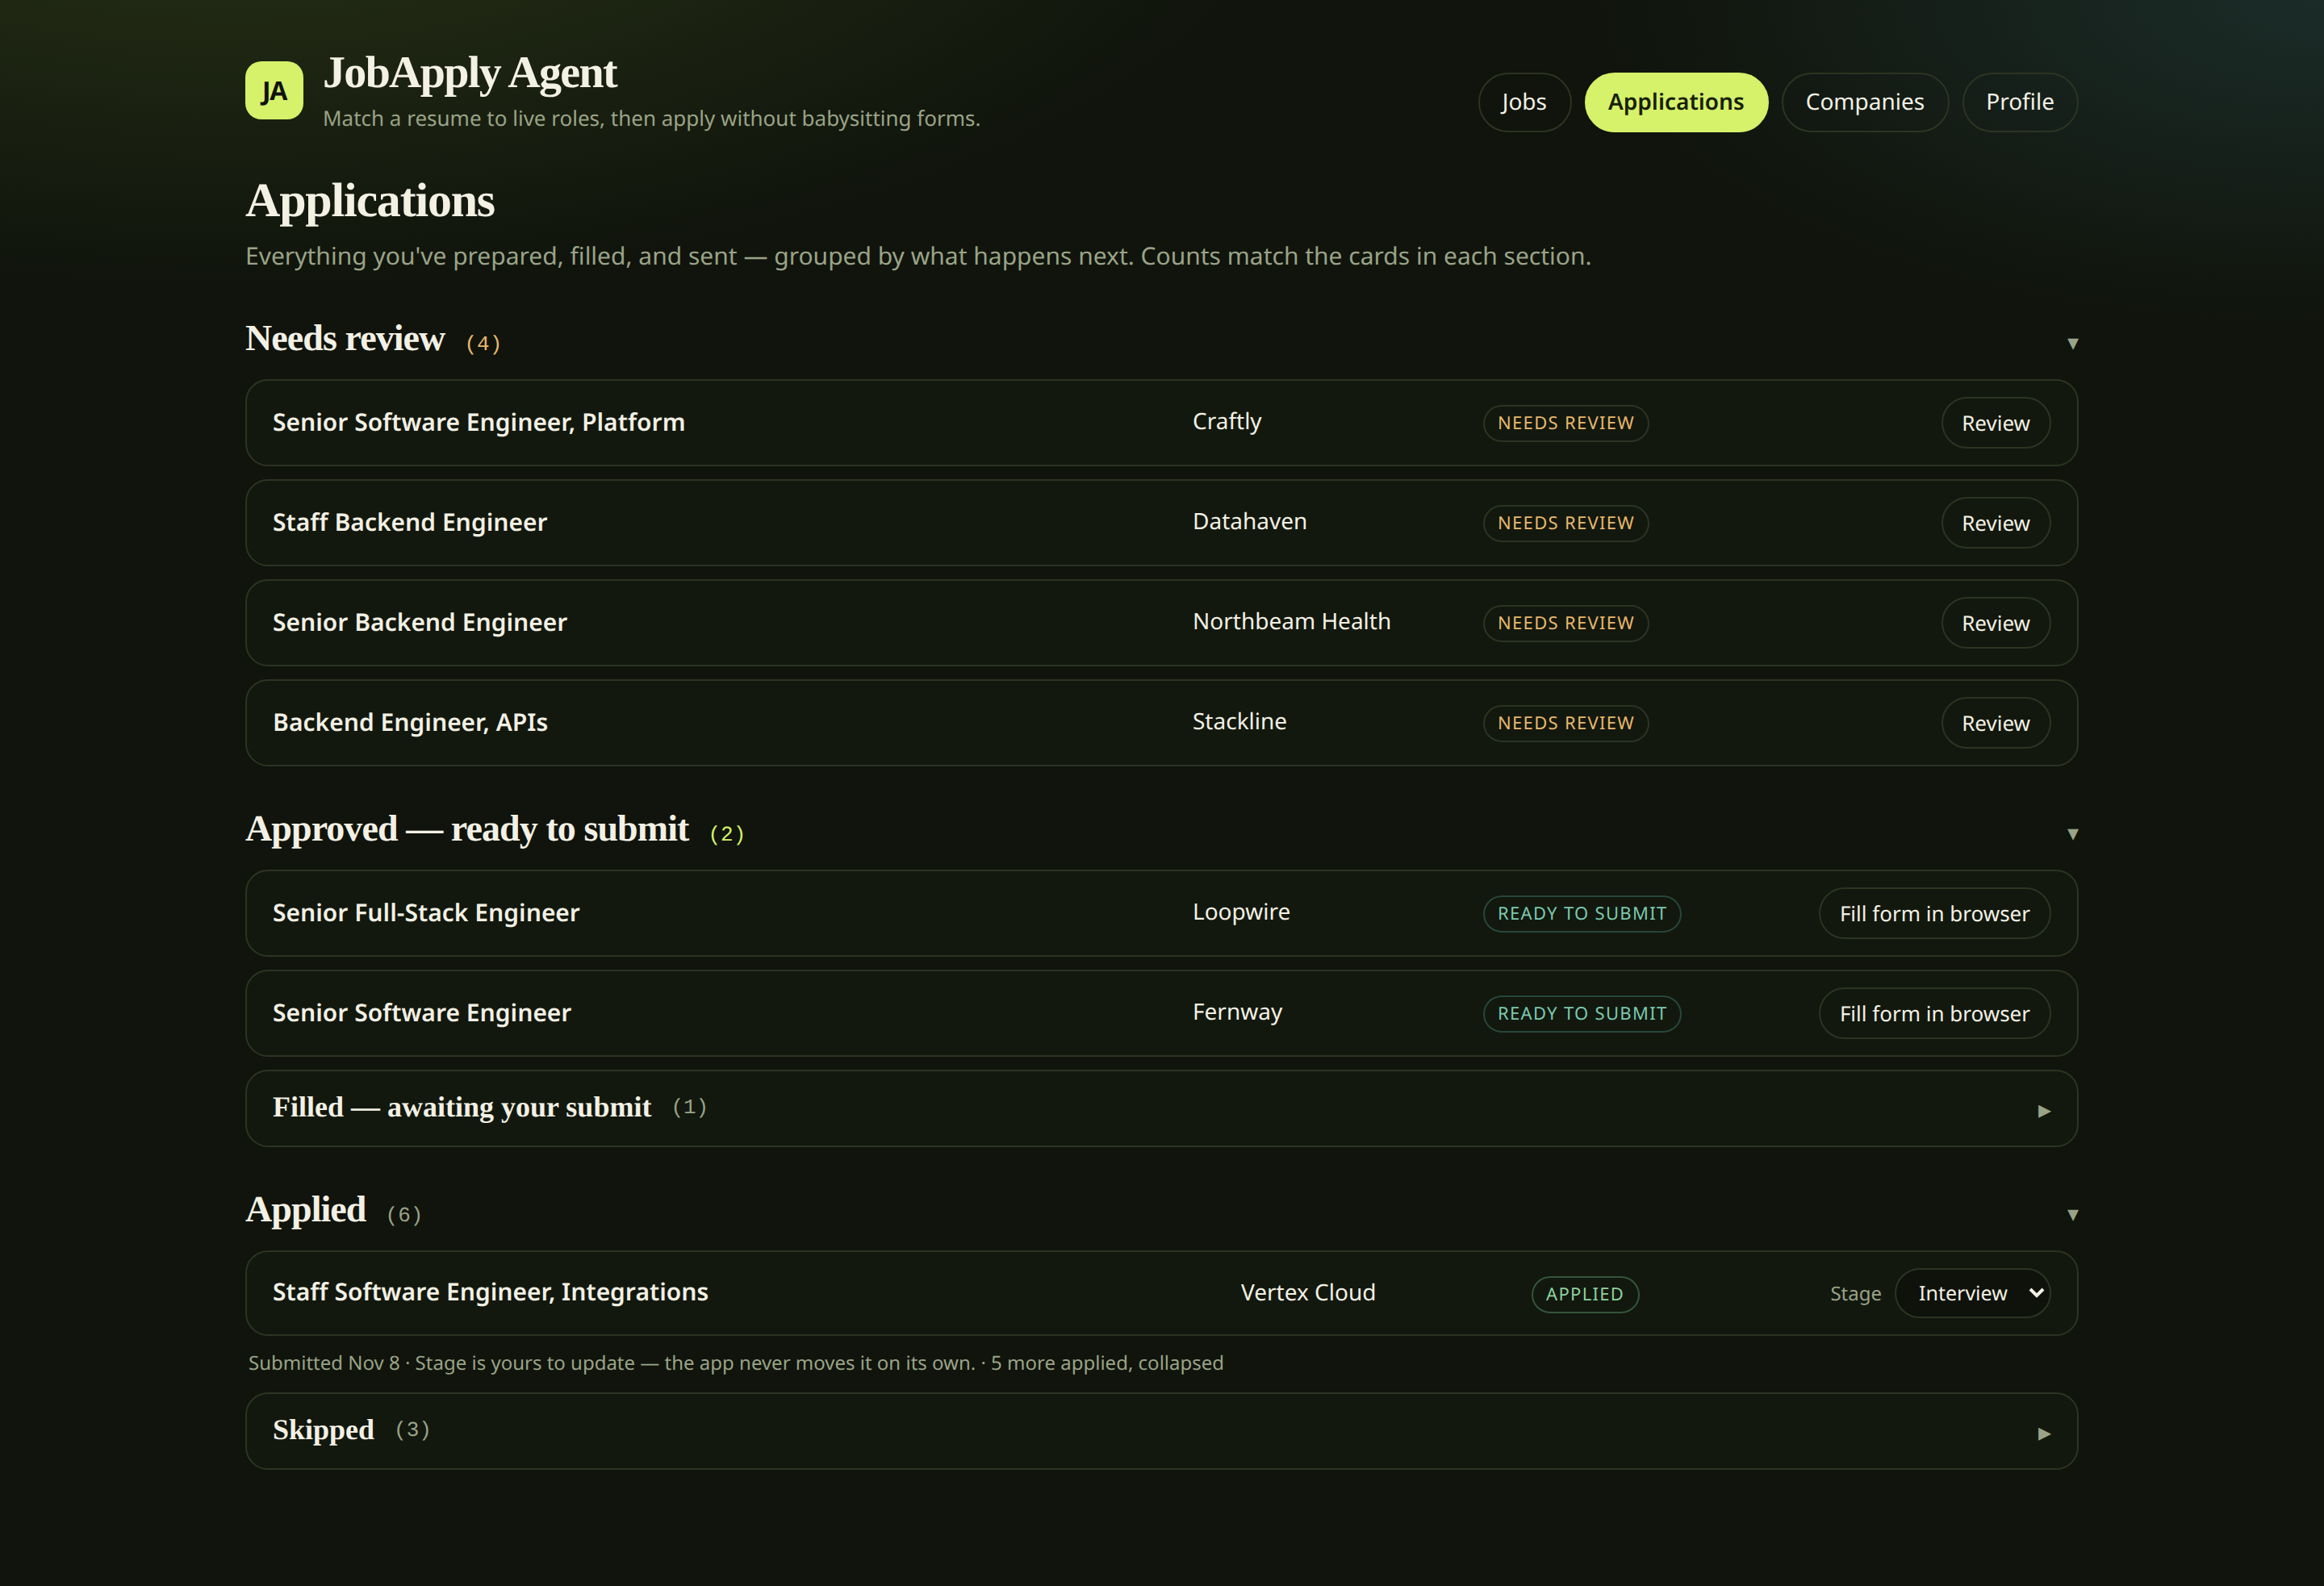 JA
JobApply Agent
Match a resume to live roles, then apply without babysitting forms.
Jobs Applications Companies Profile
Applications
Everything you've prepared, filled, and sent — grouped by what happens next. Counts match the cards in each section.
Needs review (4) ▼
Senior Software Engineer, Platform Craftly NEEDS REVIEW Review
Staff Backend Engineer Datahaven NEEDS REVIEW Review
Senior Backend Engineer Northbeam Health NEEDS REVIEW Review
Backend Engineer, APIs Stackline NEEDS REVIEW Review
Approved — ready to submit (2) ▼
Senior Full-Stack Engineer Loopwire READY TO SUBMIT Fill form in browser
Senior Software Engineer Fernway READY TO SUBMIT Fill form in browser
Filled — awaiting your submit (1) ▶
Applied (6) ▼
Staff Software Engineer, Integrations Vertex Cloud APPLIED Stage Interview
Submitted Nov 8 · Stage is yours to update — the app never moves it on its own. · 5 more applied, collapsed
Skipped (3) ▶